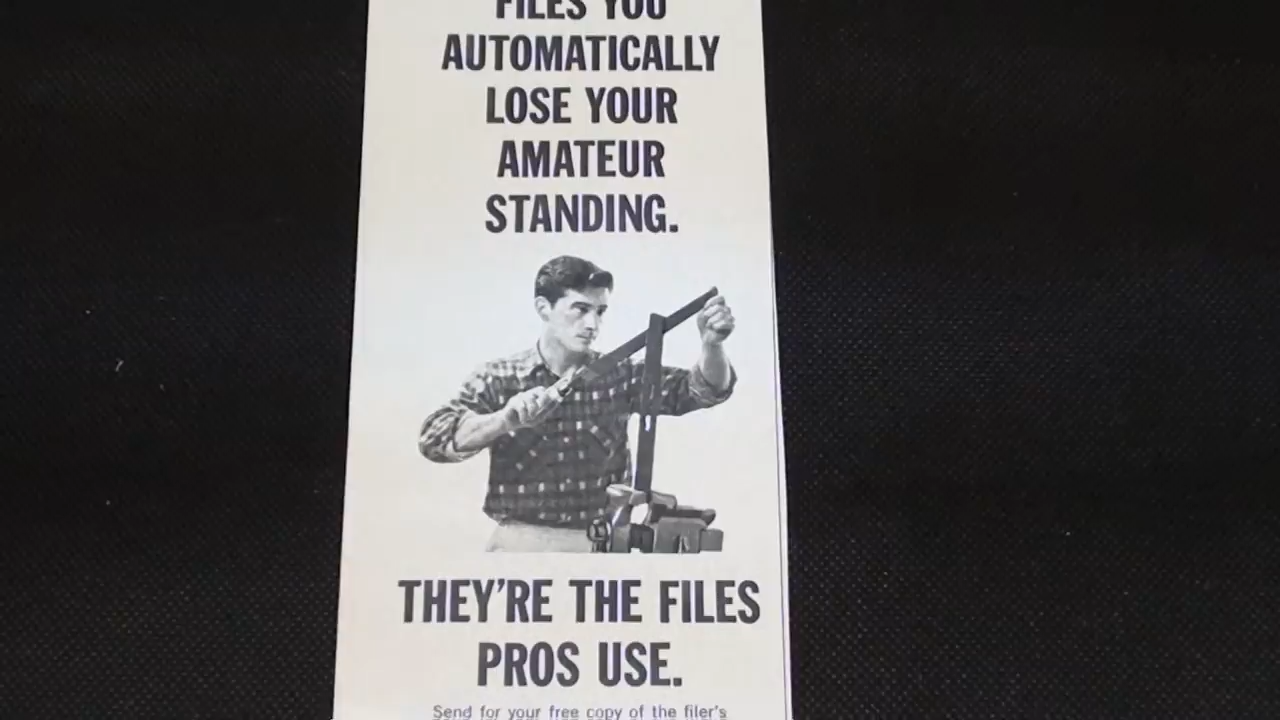 FILES YOU
AUTOMATICALLY
LOSE YOUR
AMATEUR
STANDING.
THEY'RE THE FILES
PROS USE.
Send for your free copy of the filer's